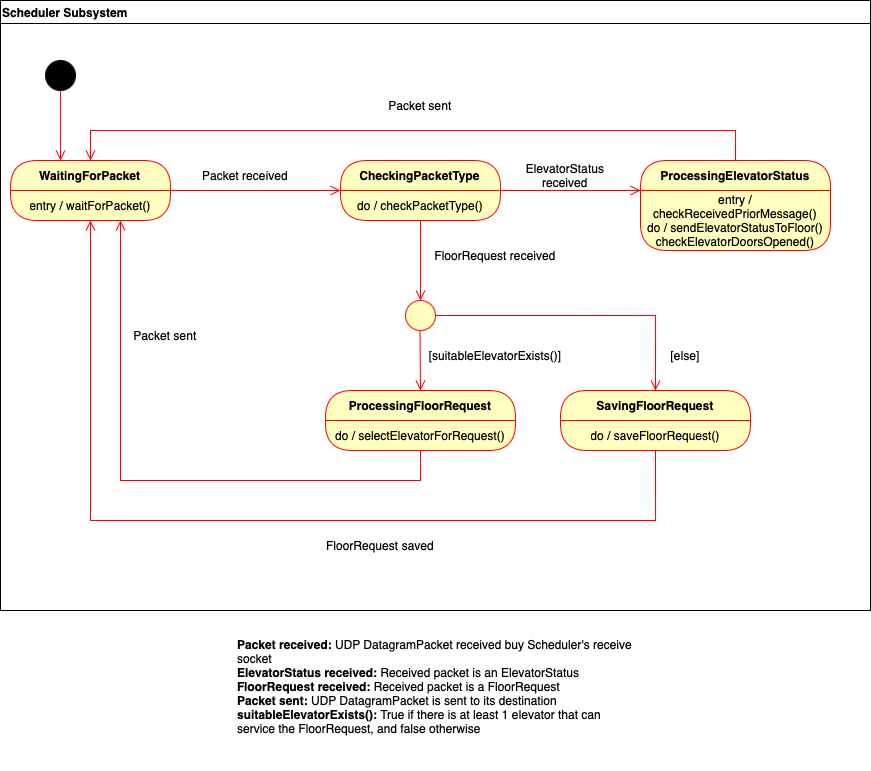 Scheduler Subsystem
Packet sent
WaitingForPacket
entry / waitForPacket()
Packet received
CheckingPacketType
do / checkPacketType()
ElevatorStatus
received
ProcessingElevatorStatus
entry /
checkReceivedPriorMessage()
do / sendElevatorStatusToFloor()
checkElevatorDoorsOpened()
FloorRequest received
Packet sent
[suitableElevatorExists()]
[else]
ProcessingFloorRequest
do / selectElevatorForRequest()
SavingFloorRequest
do / saveFloorRequest()
FloorRequest saved
Packet received: UDP DatagramPacket received buy Scheduler's receive
socket
ElevatorStatus received: Received packet is an ElevatorStatus
FloorRequest received: Received packet is a FloorRequest
Packet sent: UDP DatagramPacket is sent to its destination
suitableElevatorExists(): True if there is at least 1 elevator that can
service the FloorRequest, and false otherwise